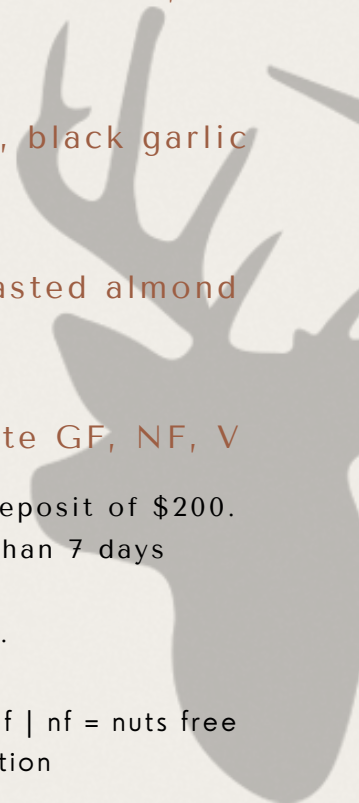 , black garlic
asted almond
te GF, NF, V
eposit of $200.
han 7 days
.
f | nf = nuts free
tion